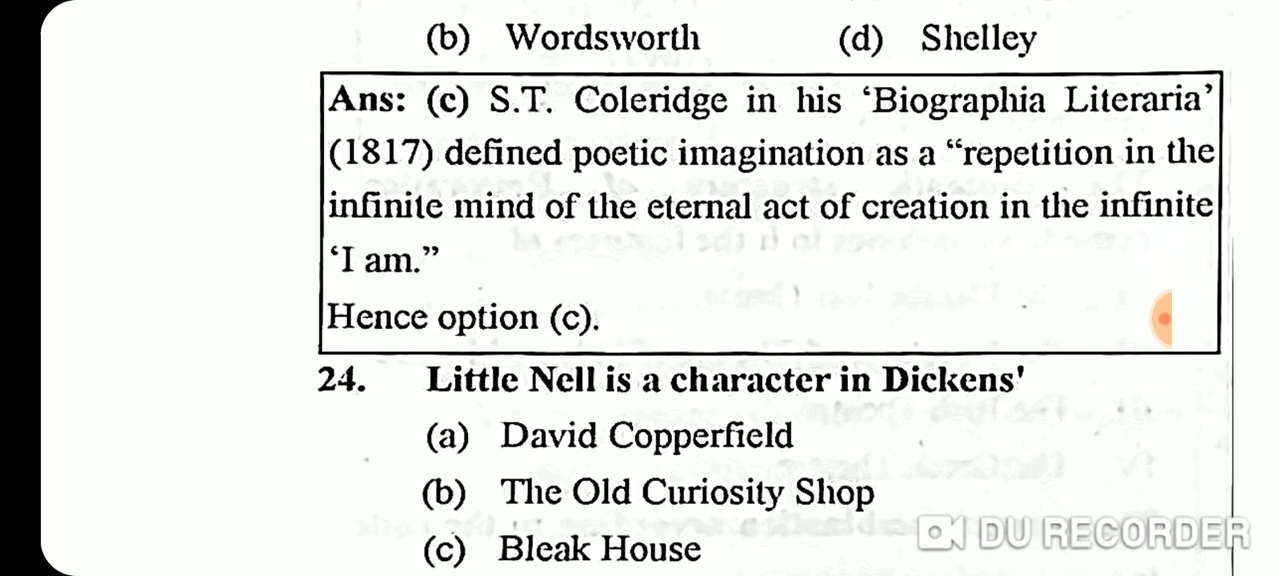 (b) Wordsworth (d) Shelley
Ans: (c) S.T. Coleridge in his ‘Biographia Literaria’
(1817) defined poetic imagination as a “repetition in the
infinite mind of the eternal act of creation in the infinite
‘I am.”
Hence option (c).
24. Little Nell is a character in Dickens'
(a) David Copperfield
(b) The Old Curiosity Shop
(c) Bleak House
DU RECORDER